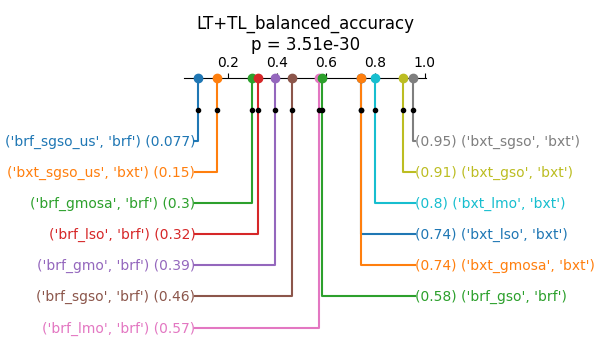 LT+TL_balanced_accuracy
p = 3.51e-30
0.2 0.4 0.6 0.8 1.0
('brf_sgso_us', 'brf') (0.077) (0.95) ('bxt_sgso', 'bxt')
('bxt_sgso_us', 'bxt') (0.15) (0.91) ('bxt_gso', 'bxt')
('brf_gmosa', 'brf') (0.3) (0.8) ('bxt_lmo', 'bxt')
('brf_lso', 'brf') (0.32) (0.74) ('bxt_lso', 'bxt')
('brf_gmo', 'brf') (0.39) (0.74) ('bxt_gmosa', 'bxt')
('brf_sgso', 'brf') (0.46) (0.58) ('brf_gso', 'brf')
('brf_lmo', 'brf') (0.57)